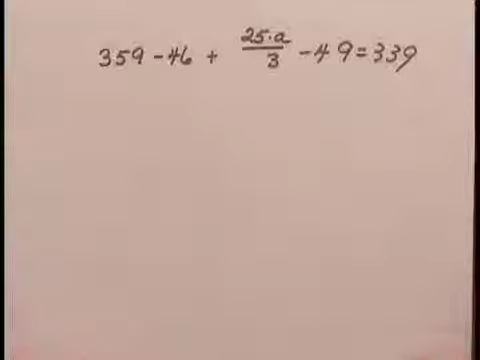 359 - 46 + 25·a/3 - 49 = 339